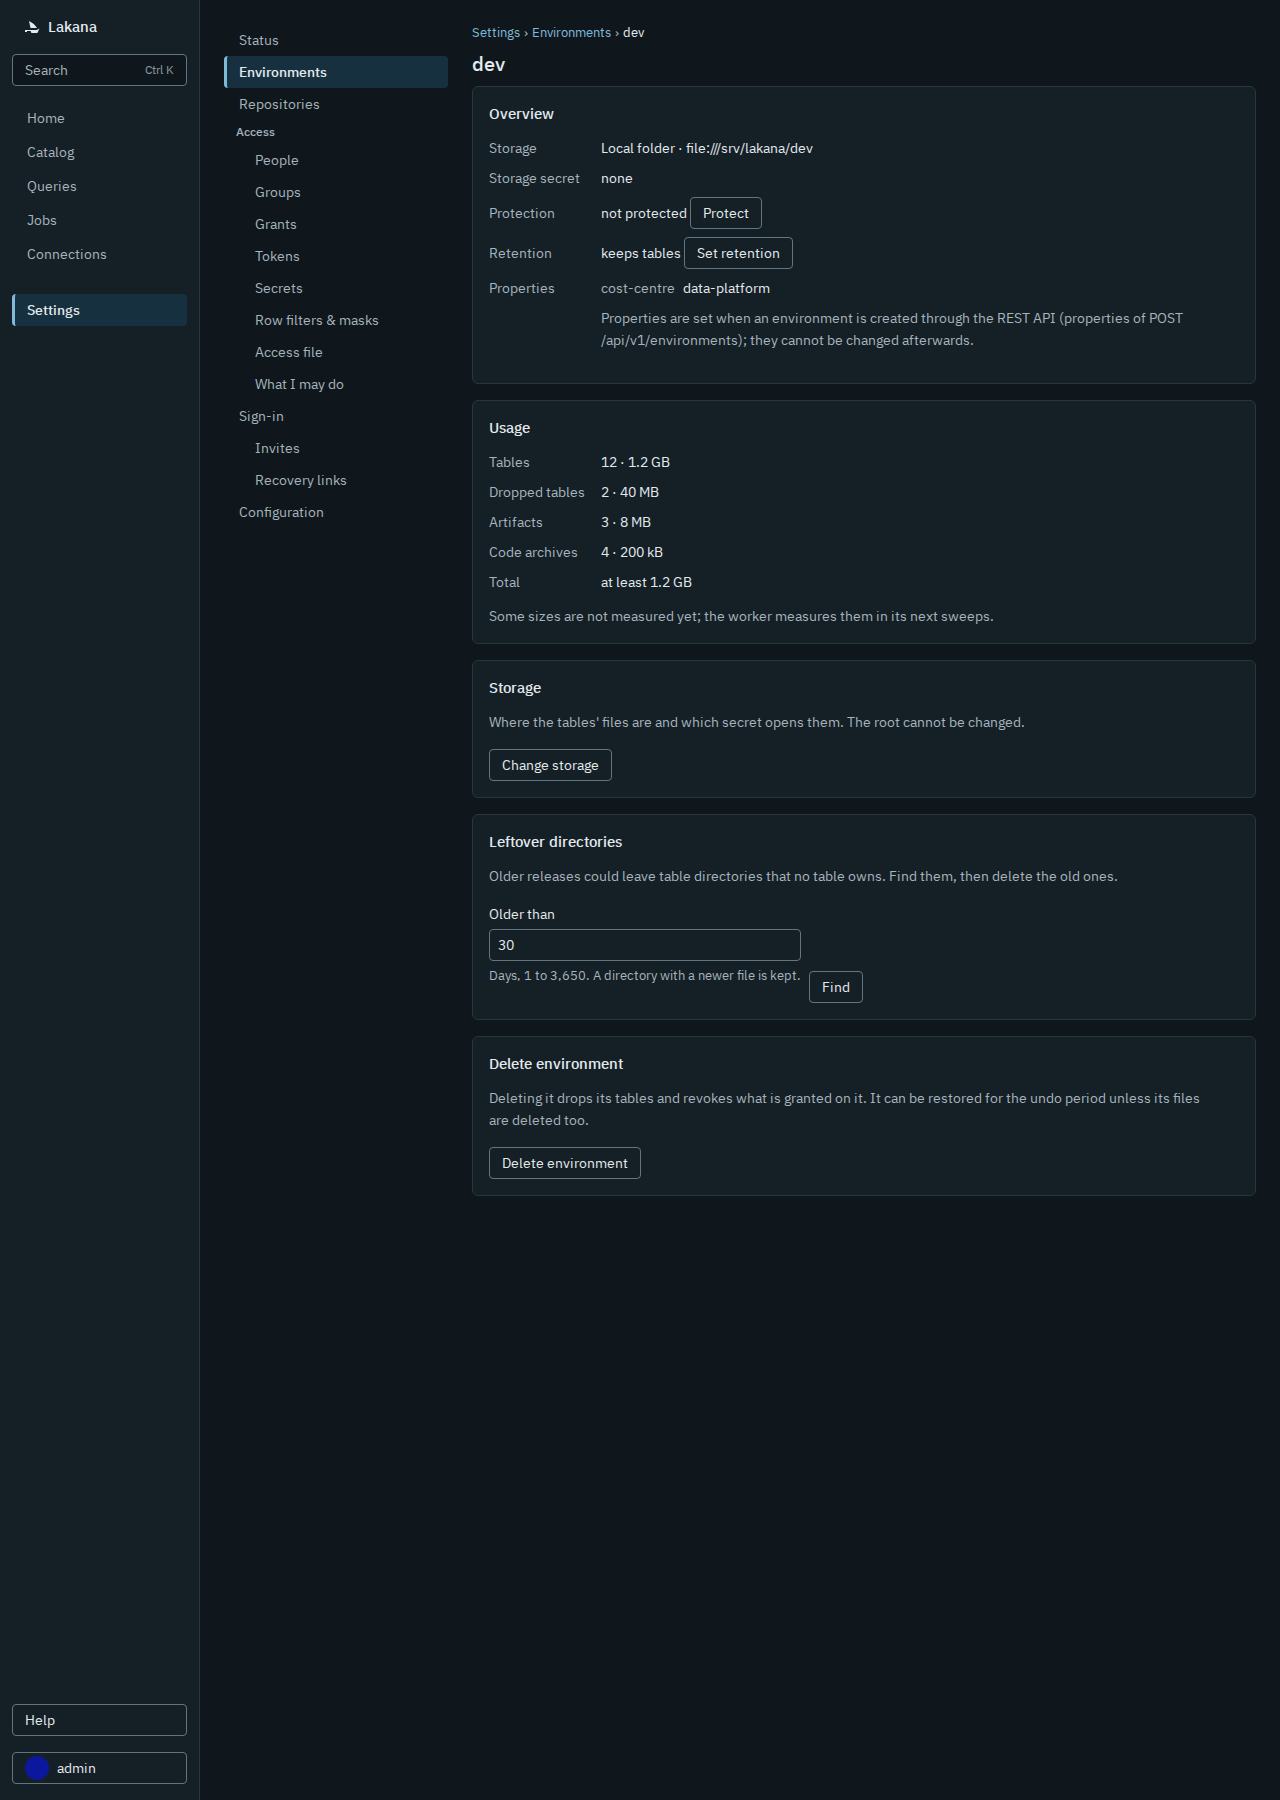 Lakana
Search Ctrl K
Home
Catalog
Queries
Jobs
Connections
Settings
Help
admin
Status
Environments
Repositories
Access
People
Groups
Grants
Tokens
Secrets
Row filters & masks
Access file
What I may do
Sign-in
Invites
Recovery links
Configuration
Settings › Environments › dev
dev
Overview
Storage Local folder · file:///srv/lakana/dev
Storage secret none
Protection not protected Protect
Retention keeps tables Set retention
Properties cost-centre data-platform
Properties are set when an environment is created through the REST API (properties of POST
/api/v1/environments); they cannot be changed afterwards.
Usage
Tables 12 · 1.2 GB
Dropped tables 2 · 40 MB
Artifacts 3 · 8 MB
Code archives 4 · 200 kB
Total at least 1.2 GB
Some sizes are not measured yet; the worker measures them in its next sweeps.
Storage
Where the tables' files are and which secret opens them. The root cannot be changed.
Change storage
Leftover directories
Older releases could leave table directories that no table owns. Find them, then delete the old ones.
Older than
30
Days, 1 to 3,650. A directory with a newer file is kept.
Find
Delete environment
Deleting it drops its tables and revokes what is granted on it. It can be restored for the undo period unless its files
are deleted too.
Delete environment